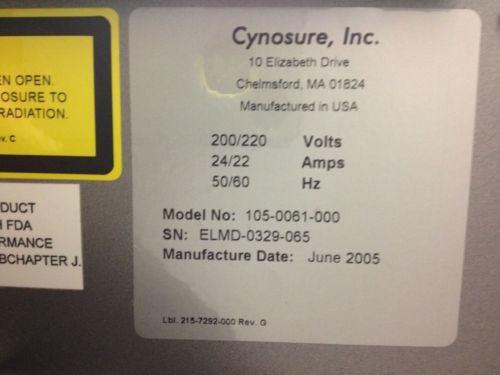 EN OPEN.
OSURE TO
RADIATION.
v. C
DUCT
FDA
RMANCE
BCHAPTER J.
Cynosure, Inc.
10 Elizabeth Drive
Chelmsford, MA 01824
Manufactured in USA
200/220 Volts
24/22 Amps
50/60 Hz
Model No: 105-0061-000
SN: ELMD-0329-065
Manufacture Date: June 2005
Lbl. 215-7292-000 Rev. G